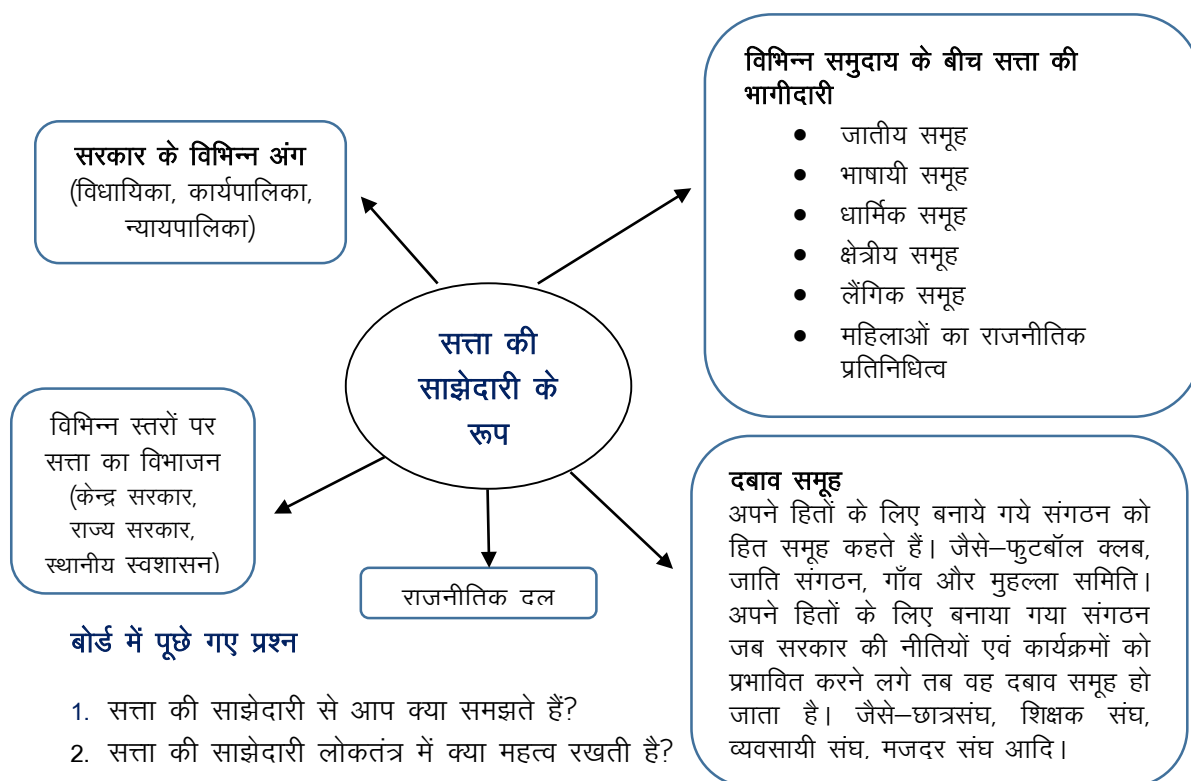 सरकार के विभिन्न अंग
(विधायिका, कार्यपालिका,
न्यायपालिका)
विभिन्न समुदाय के बीच सत्ता की
भागीदारी
● जातीय समूह
● भाषायी समूह
● धार्मिक समूह
● क्षेत्रीय समूह
● लैंगिक समूह
● महिलाओं का राजनीतिक
प्रतिनिधित्व
सत्ता की
साझेदारी के
रूप
विभिन्न स्तरों पर
सत्ता का विभाजन
(केन्द्र सरकार,
राज्य सरकार,
स्थानीय स्वशासन)
राजनीतिक दल
दबाव समूह
अपने हितों के लिए बनाये गये संगठन को
हित समूह कहते हैं। जैसे–फुटबॉल क्लब,
जाति संगठन, गाँव और मुहल्ला समिति।
अपने हितों के लिए बनाया गया संगठन
जब सरकार की नीतियों एवं कार्यक्रमों को
प्रभावित करने लगे तब वह दबाव समूह हो
जाता है। जैसे–छात्रसंघ, शिक्षक संघ,
व्यवसायी संघ, मजदूर संघ आदि।
बोर्ड में पूछे गए प्रश्न
1. सत्ता की साझेदारी से आप क्या समझते हैं?
2. सत्ता की साझेदारी लोकतंत्र में क्या महत्व रखती है?